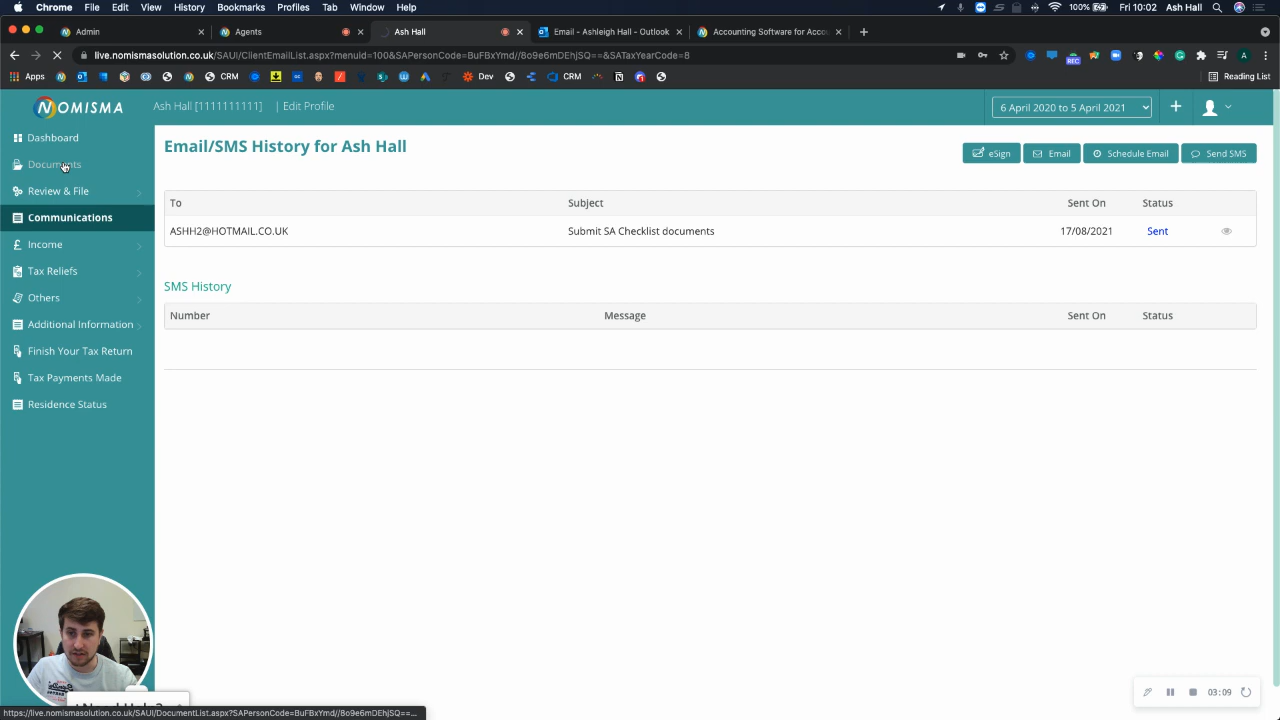 Chrome File Edit View History Bookmarks Profiles Tab Window Help 100% Fri 10:02 Ash Hall
Admin × Agents × Ash Hall × Email - Ashleigh Hall - Outlook × Accounting Software for Acco × +
live.nomismasolution.co.uk/SAUI/ClientEmailList.aspx?menuid=100&SAPersonCode=BuFBxYmd//8o9e6mDEhjSQ==&SATaxYearCode=8
Apps CRM Dev CRM Reading List
NOMISMA Ash Hall [1111111111] | Edit Profile 6 April 2020 to 5 April 2021 +
Dashboard
Documents
Review & File
Communications
Income
Tax Reliefs
Others
Additional Information
Finish Your Tax Return
Tax Payments Made
Residence Status
Email/SMS History for Ash Hall
eSign Email Schedule Email Send SMS
To Subject Sent On Status
ASHH2@HOTMAIL.CO.UK Submit SA Checklist documents 17/08/2021 Sent
SMS History
Number Message Sent On Status
03:09
https://live.nomismasolution.co.uk/SAUI/DocumentList.aspx?SAPersonCode=BuFBxYmd//8o9e6mDEhjSQ==...